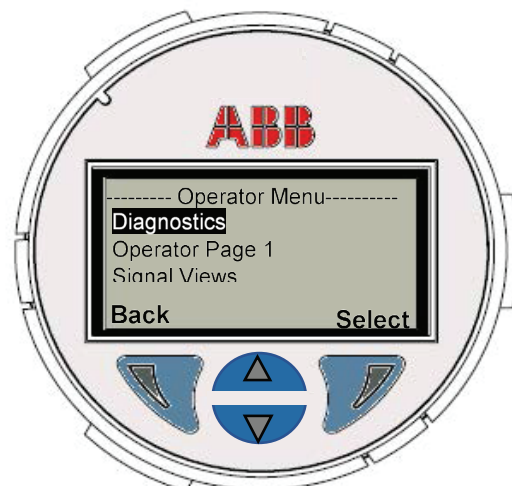 ABB
--------- Operator Menu----------
Diagnostics
Operator Page 1
Signal Views
Back Select